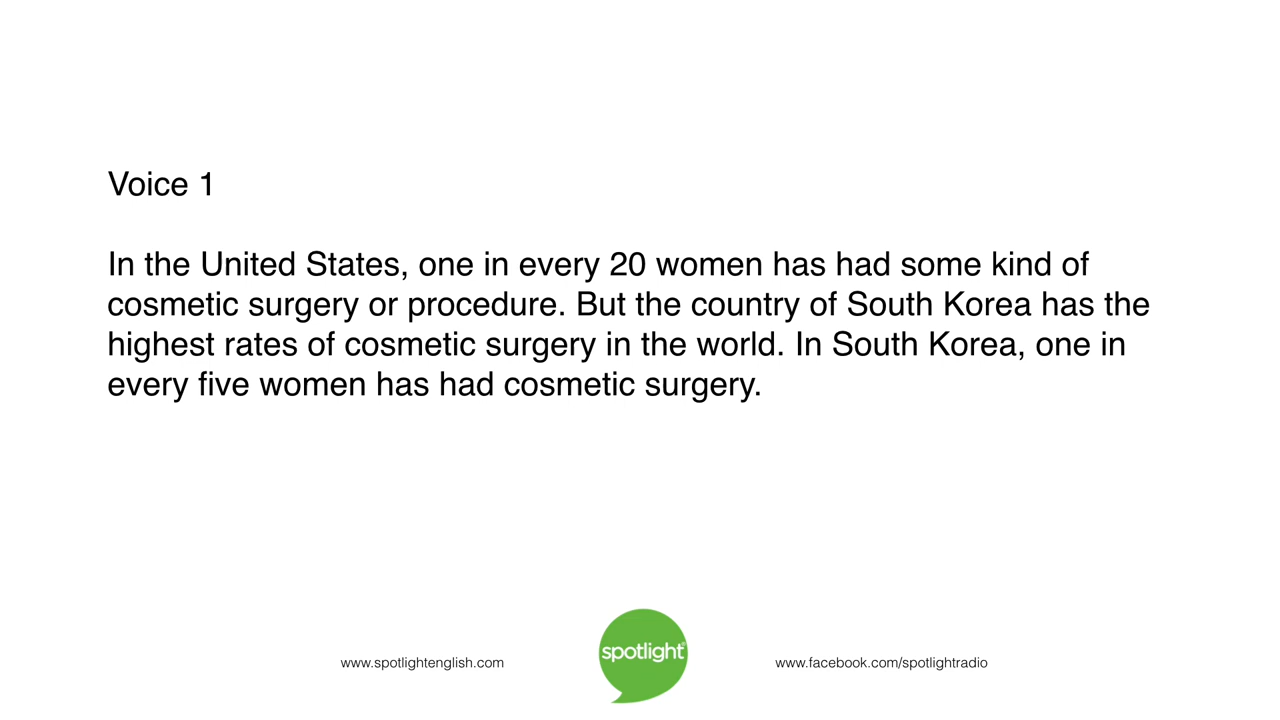 Voice 1
In the United States, one in every 20 women has had some kind of
cosmetic surgery or procedure. But the country of South Korea has the
highest rates of cosmetic surgery in the world. In South Korea, one in
every five women has had cosmetic surgery.
www.spotlightenglish.com
spotlight®
www.facebook.com/spotlightradio